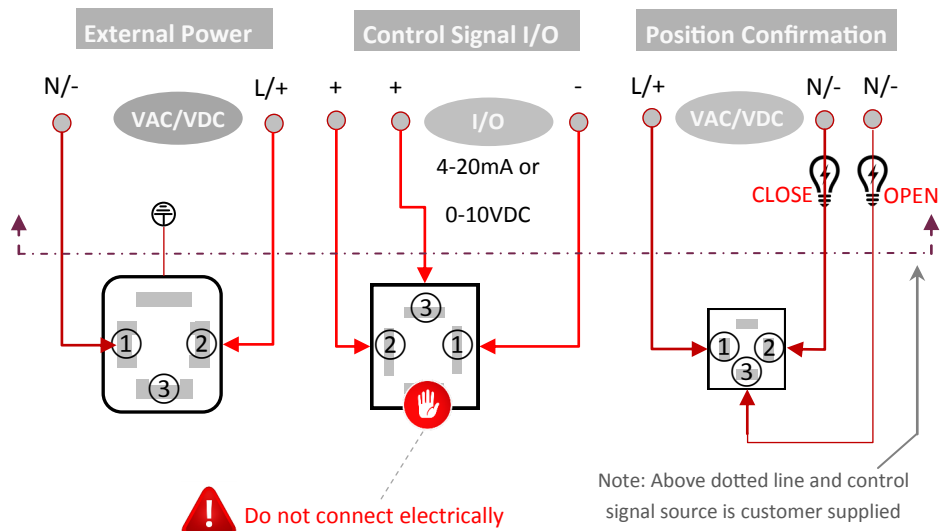 External Power
Control Signal I/O
Position Confirmation
N/-
L/+
+
+
-
L/+
N/-
N/-
VAC/VDC
I/O
VAC/VDC
4-20mA or
0-10VDC
CLOSE
OPEN
1
2
3
3
2
1
1
2
3
Note: Above dotted line and control
signal source is customer supplied
! Do not connect electrically